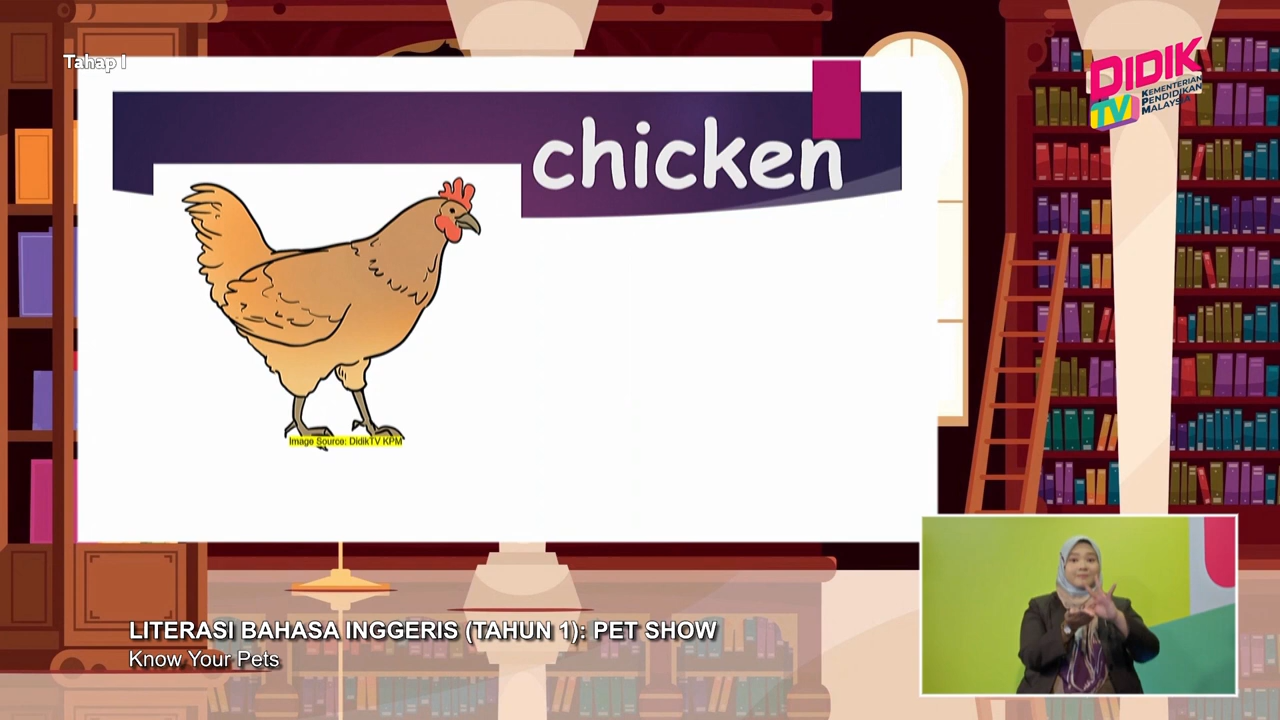 Tahap 1
DIDIK
TV
KEMENTERIAN
PENDIDIKAN
MALAYSIA
chicken
Image Source: DidikTV KPM
LITERASI BAHASA INGGERIS (TAHUN 1): PET SHOW
Know Your Pets